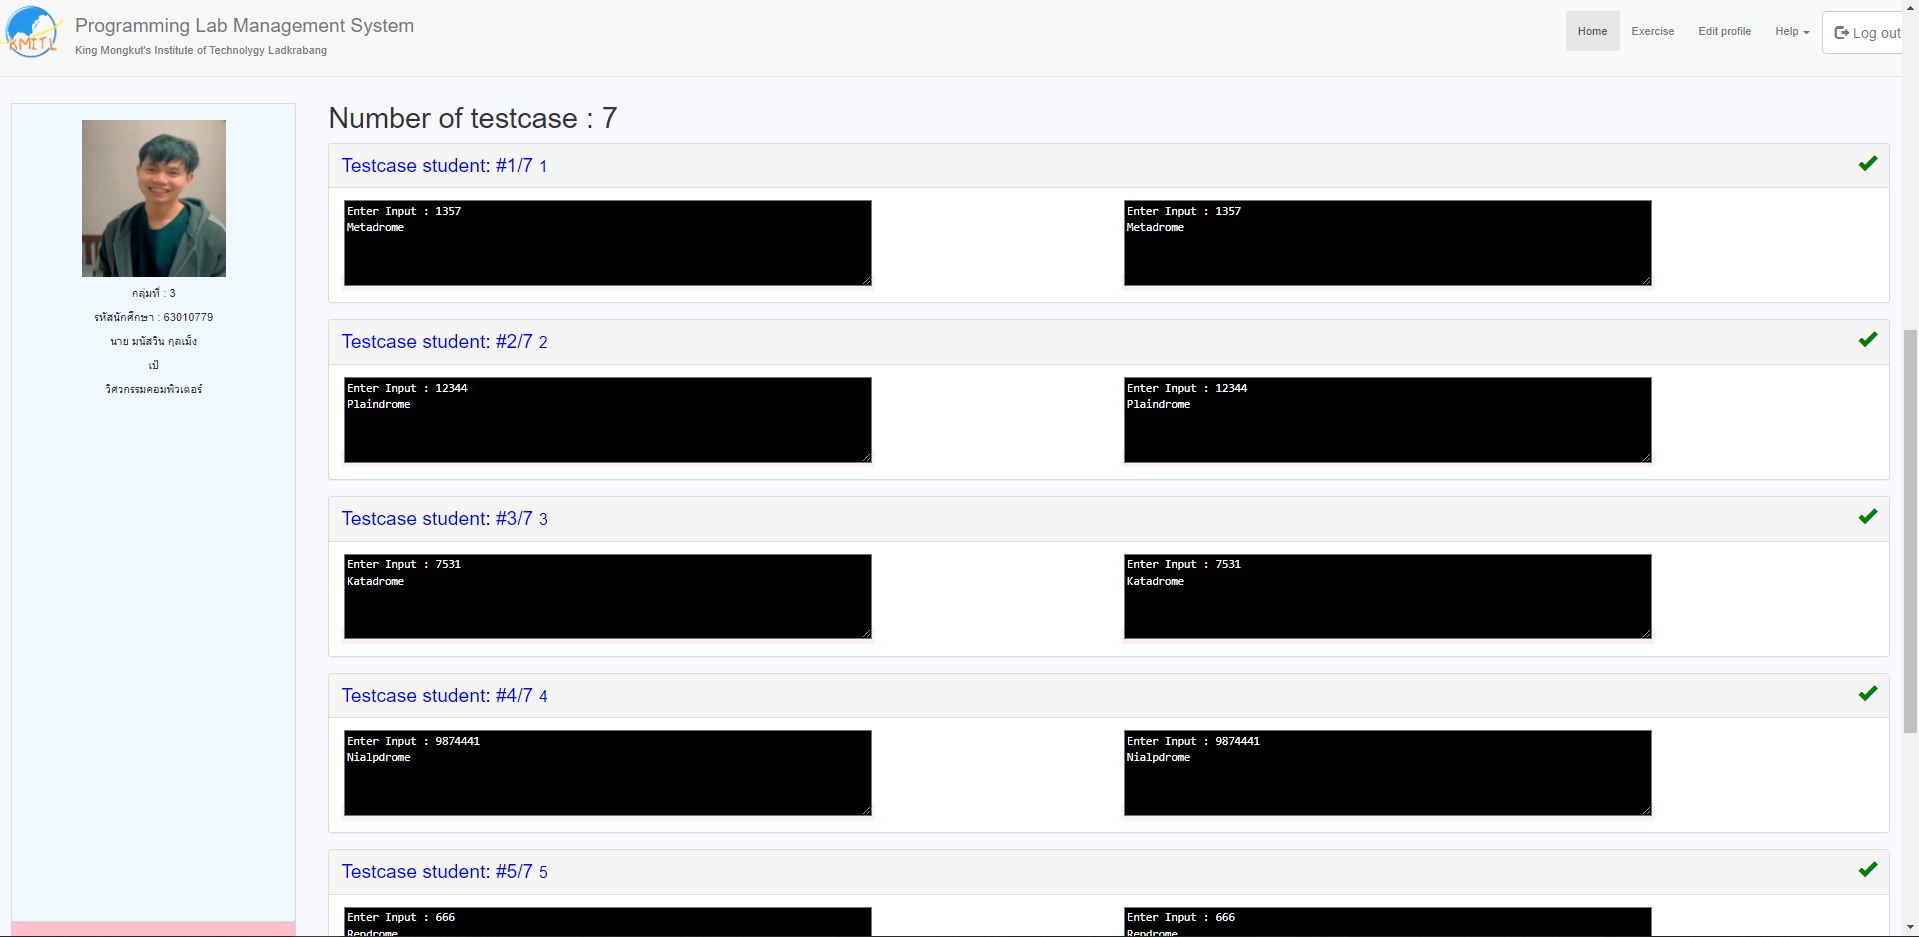 KMITL
Programming Lab Management System
King Mongkut's Institute of Technolygy Ladkrabang
Home
Exercise
Edit profile
Help
Log out
กลุ่มที่ : 3
รหัสนักศึกษา : 63010779
นาย มนัสวิน กุลเม็ง
เป้
วิศวกรรมคอมพิวเตอร์
Number of testcase : 7
Testcase student: #1/7 1
Enter Input : 1357
Metadrome
Enter Input : 1357
Metadrome
Testcase student: #2/7 2
Enter Input : 12344
Plaindrome
Enter Input : 12344
Plaindrome
Testcase student: #3/7 3
Enter Input : 7531
Katadrome
Enter Input : 7531
Katadrome
Testcase student: #4/7 4
Enter Input : 9874441
Nialpdrome
Enter Input : 9874441
Nialpdrome
Testcase student: #5/7 5
Enter Input : 666
Repdrome
Enter Input : 666
Repdrome